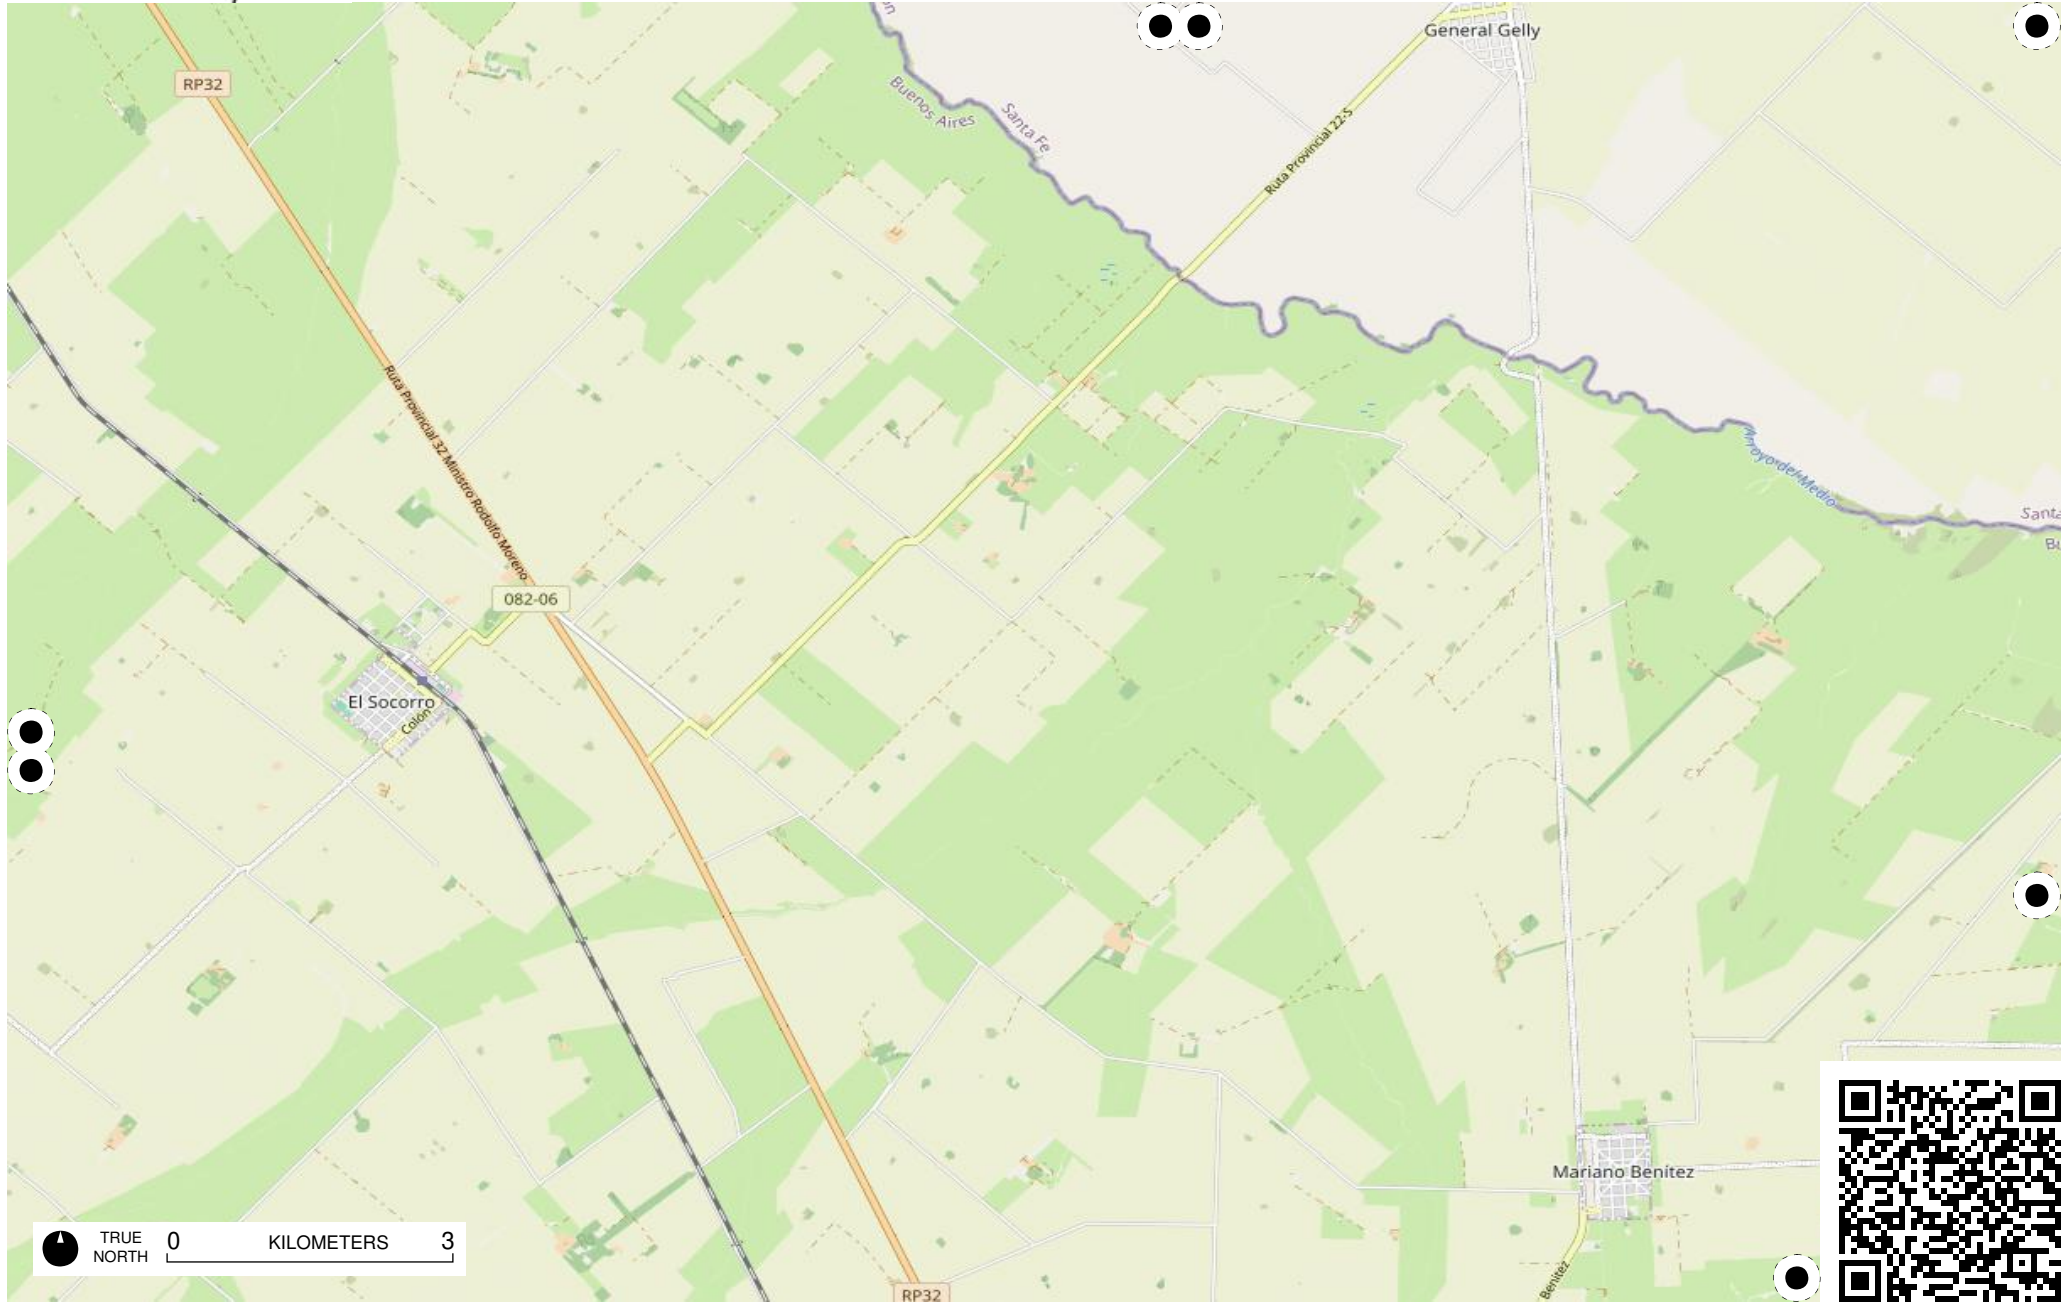 General Gelly
RP32
Buenos Aires
Santa Fe
Ruta Provincial 22-S
Ruta Provincial 32 Ministro Rodolfo Moreno
Arroyo del Medio
Santa
Bu
082-06
El Socorro
Colón
Mariano Benítez
TRUE
NORTH
0 KILOMETERS 3
Benítez
RP32